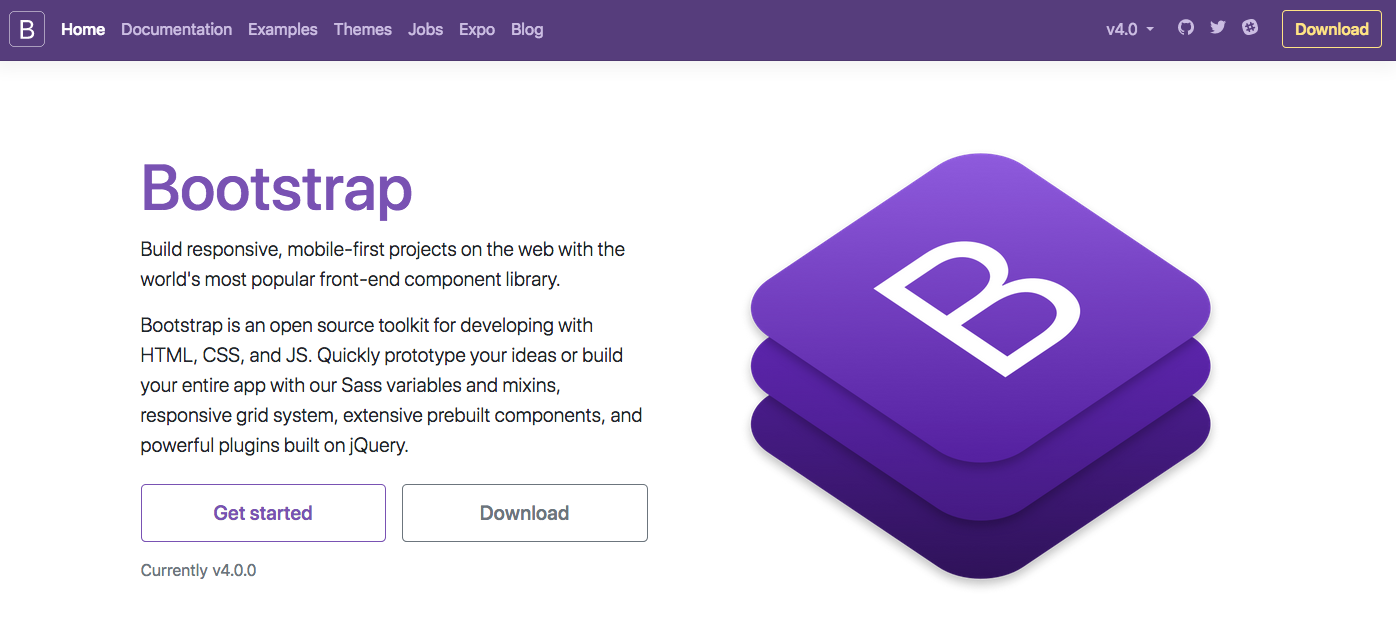 B Home Documentation Examples Themes Jobs Expo Blog v4.0 Download
Bootstrap
Build responsive, mobile-first projects on the web with the
world's most popular front-end component library.
Bootstrap is an open source toolkit for developing with
HTML, CSS, and JS. Quickly prototype your ideas or build
your entire app with our Sass variables and mixins,
responsive grid system, extensive prebuilt components, and
powerful plugins built on jQuery.
Get started Download
Currently v4.0.0
B